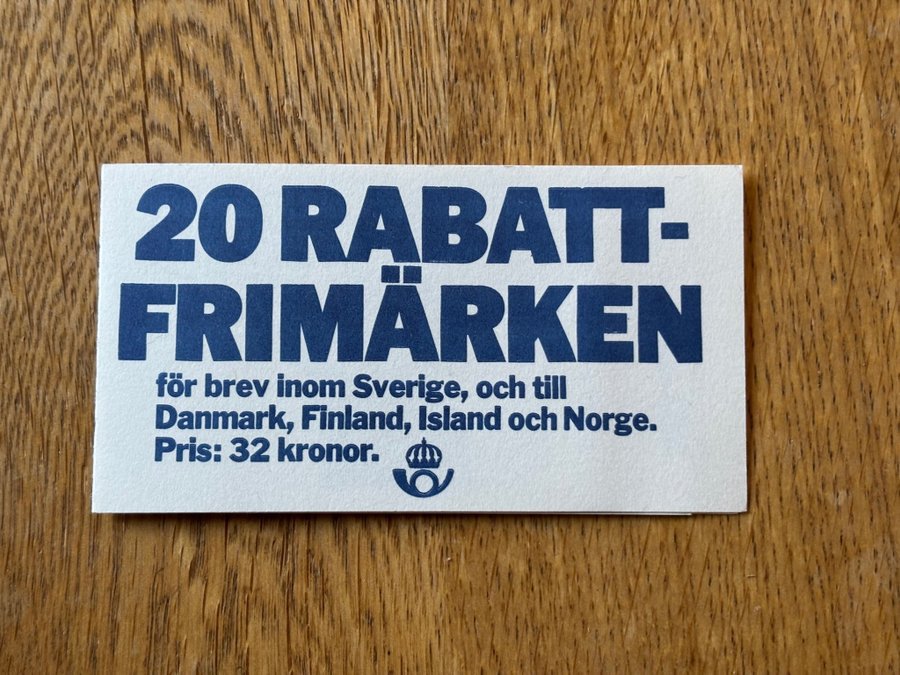 20 RABATT-
FRIMÄRKEN
för brev inom Sverige, och till
Danmark, Finland, Island och Norge.
Pris: 32 kronor.